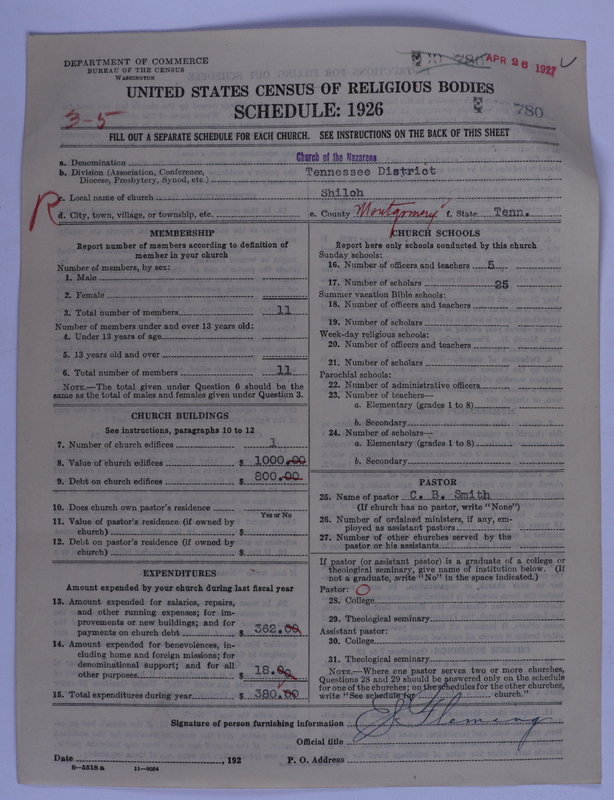 DEPARTMENT OF COMMERCE
BUREAU OF THE CENSUS
WASHINGTON
10 780 APR 26 1927
UNITED STATES CENSUS OF RELIGIOUS BODIES
3-5
SCHEDULE: 1926
780
FILL OUT A SEPARATE SCHEDULE FOR EACH CHURCH. SEE INSTRUCTIONS ON THE BACK OF THIS SHEET
a. Denomination Church of the Nazarene
b. Division (Association, Conference, Diocese, Presbytery, Synod, etc.) Tennessee District
R
c. Local name of church Shiloh
d. City, town, village, or township, etc. e. County Montgomery f. State Tenn.
MEMBERSHIP
Report number of members according to definition of
member in your church
Number of members, by sex:
1. Male
2. Female
3. Total number of members 11
Number of members under and over 13 years old:
4. Under 13 years of age
5. 13 years old and over
6. Total number of members 11
NOTE.—The total given under Question 6 should be the
same as the total of males and females given under Question 3.
CHURCH BUILDINGS
See instructions, paragraphs 10 to 12
7. Number of church edifices 1
8. Value of church edifices $ 1000.00
9. Debt on church edifices $ 800.00
10. Does church own pastor's residence
Yes or No
11. Value of pastor's residence (if owned by
church) $
12. Debt on pastor's residence (if owned by
church) $
EXPENDITURES
Amount expended by your church during last fiscal year
13. Amount expended for salaries, repairs,
and other running expenses; for im-
provements or new buildings; and for
payments on church debt $ 362.00
14. Amount expended for benevolences, in-
cluding home and foreign missions; for
denominational support; and for all
other purposes $ 18.00
15. Total expenditures during year $ 380.00
CHURCH SCHOOLS
Report here only schools conducted by this church
Sunday schools:
16. Number of officers and teachers 5
17. Number of scholars 25
Summer vacation Bible schools:
18. Number of officers and teachers
19. Number of scholars
Week-day religious schools:
20. Number of officers and teachers
21. Number of scholars
Parochial schools:
22. Number of administrative officers
23. Number of teachers—
a. Elementary (grades 1 to 8)
b. Secondary
24. Number of scholars—
a. Elementary (grades 1 to 8)
b. Secondary
PASTOR
25. Name of pastor C. B. Smith
(If church has no pastor, write "None")
26. Number of ordained ministers, if any, em-
ployed as assistant pastors
27. Number of other churches served by the
pastor or his assistants
If pastor (or assistant pastor) is a graduate of a college or
theological seminary, give name of institution below. (If
not a graduate, write "No" in the space indicated.)
Pastor: O
28. College
29. Theological seminary
Assistant pastor:
30. College
31. Theological seminary
NOTE.—Where one pastor serves two or more churches,
Questions 28 and 29 should be answered only on the schedule
for one of the churches; on the schedules for the other churches,
write "See schedule for church."
Signature of person furnishing information Fleming
Official title
Date , 192 P. O. Address
8—5518a 11—9024